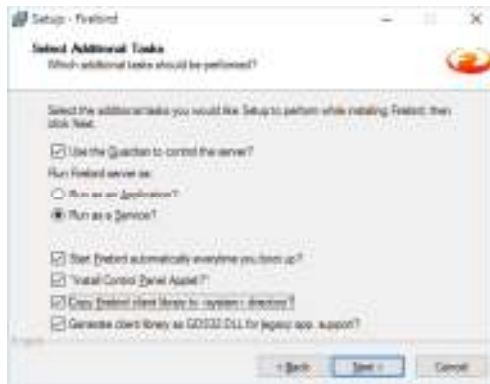 Setup - Firebird
Select Additional Tasks
Which additional tasks should be performed?
Select the additional tasks you would like Setup to perform while installing Firebird, then
click Next.
Use the Guardian to control the server?
Run Firebird server as:
Run as an Application?
Run as a Service?
Start Firebird automatically everytime you boot up?
"Install Control Panel Applet?"
Copy Firebird client library to <system> directory?
Generate client library as GDS32.DLL for legacy app. support?
< Back
Next >
Cancel